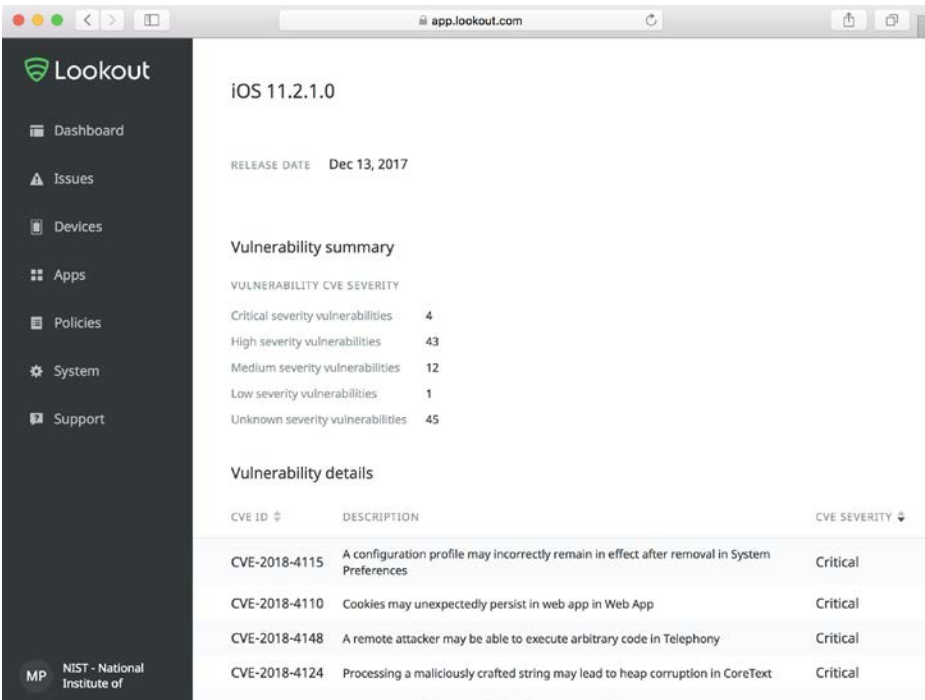 app.lookout.com
Lookout
Dashboard
Issues
Devices
Apps
Policies
System
Support
MP
NIST - National
Institute of
iOS 11.2.1.0
RELEASE DATE Dec 13, 2017
Vulnerability summary
VULNERABILITY CVE SEVERITY
Critical severity vulnerabilities 4
High severity vulnerabilities 43
Medium severity vulnerabilities 12
Low severity vulnerabilities 1
Unknown severity vulnerabilities 45
Vulnerability details
CVE ID DESCRIPTION CVE SEVERITY
CVE-2018-4115 A configuration profile may incorrectly remain in effect after removal in System Critical
Preferences
CVE-2018-4110 Cookies may unexpectedly persist in web app in Web App Critical
CVE-2018-4148 A remote attacker may be able to execute arbitrary code in Telephony Critical
CVE-2018-4124 Processing a maliciously crafted string may lead to heap corruption in CoreText Critical